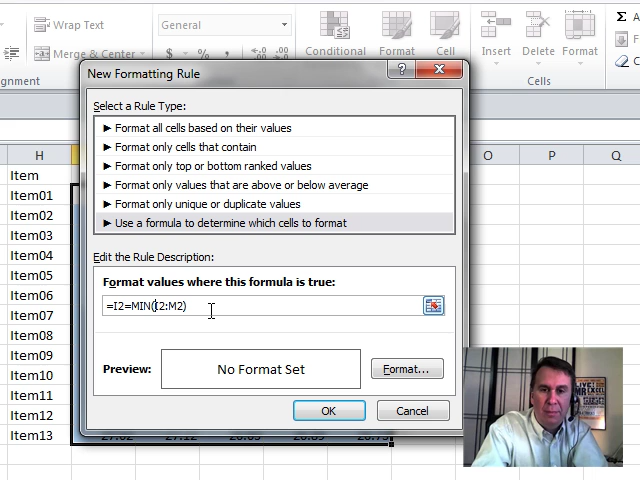 Wrap Text
General
Merge & Center
$ %
Conditional Format Cell
Insert Delete Format
Cells
New Formatting Rule
Select a Rule Type:
► Format all cells based on their values
► Format only cells that contain
► Format only top or bottom ranked values
► Format only values that are above or below average
► Format only unique or duplicate values
► Use a formula to determine which cells to format
Edit the Rule Description:
Format values where this formula is true:
=I2=MIN(I2:M2)
Preview:
No Format Set
Format...
OK
Cancel
H O P Q
Item
Item01
Item02
Item03
Item04
Item05
Item06
Item07
Item08
Item09
Item10
Item11
Item12
Item13
LIVE!
MR
EXCEL